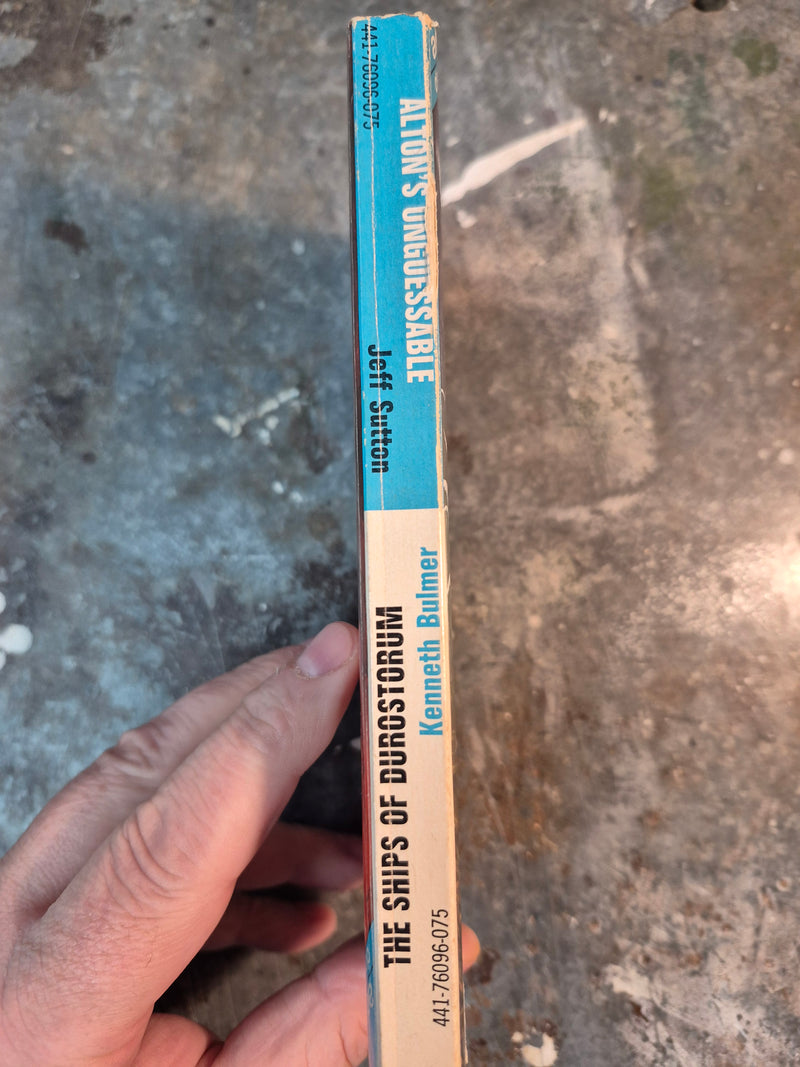 441-76096-075
ALTON'S UNGUESSABLE
Jeff Sutton
Kenneth Bulmer
THE SHIPS OF DUROSTORUM
441-76096-075